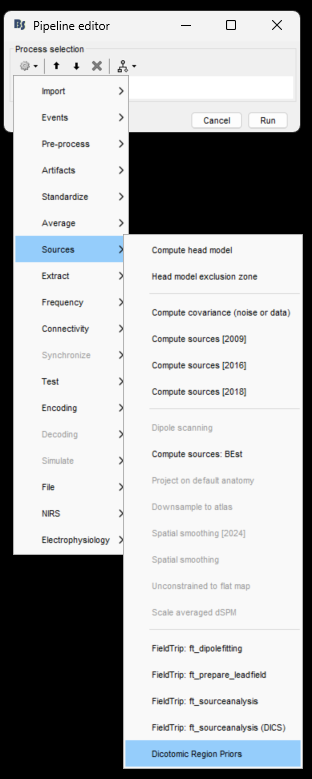 Pipeline editor
Process selection
Cancel
Run
Import
Events
Pre-process
Artifacts
Standardize
Average
Sources
Extract
Frequency
Connectivity
Synchronize
Test
Encoding
Decoding
Simulate
File
NIRS
Electrophysiology
Compute head model
Head model exclusion zone
Compute covariance (noise or data)
Compute sources [2009]
Compute sources [2016]
Compute sources [2018]
Dipole scanning
Compute sources: BEst
Project on default anatomy
Downsample to atlas
Spatial smoothing [2024]
Spatial smoothing
Unconstrained to flat map
Scale averaged dSPM
FieldTrip: ft_dipolefitting
FieldTrip: ft_prepare_leadfield
FieldTrip: ft_sourceanalysis
FieldTrip: ft_sourceanalysis (DICS)
Dicotomic Region Priors